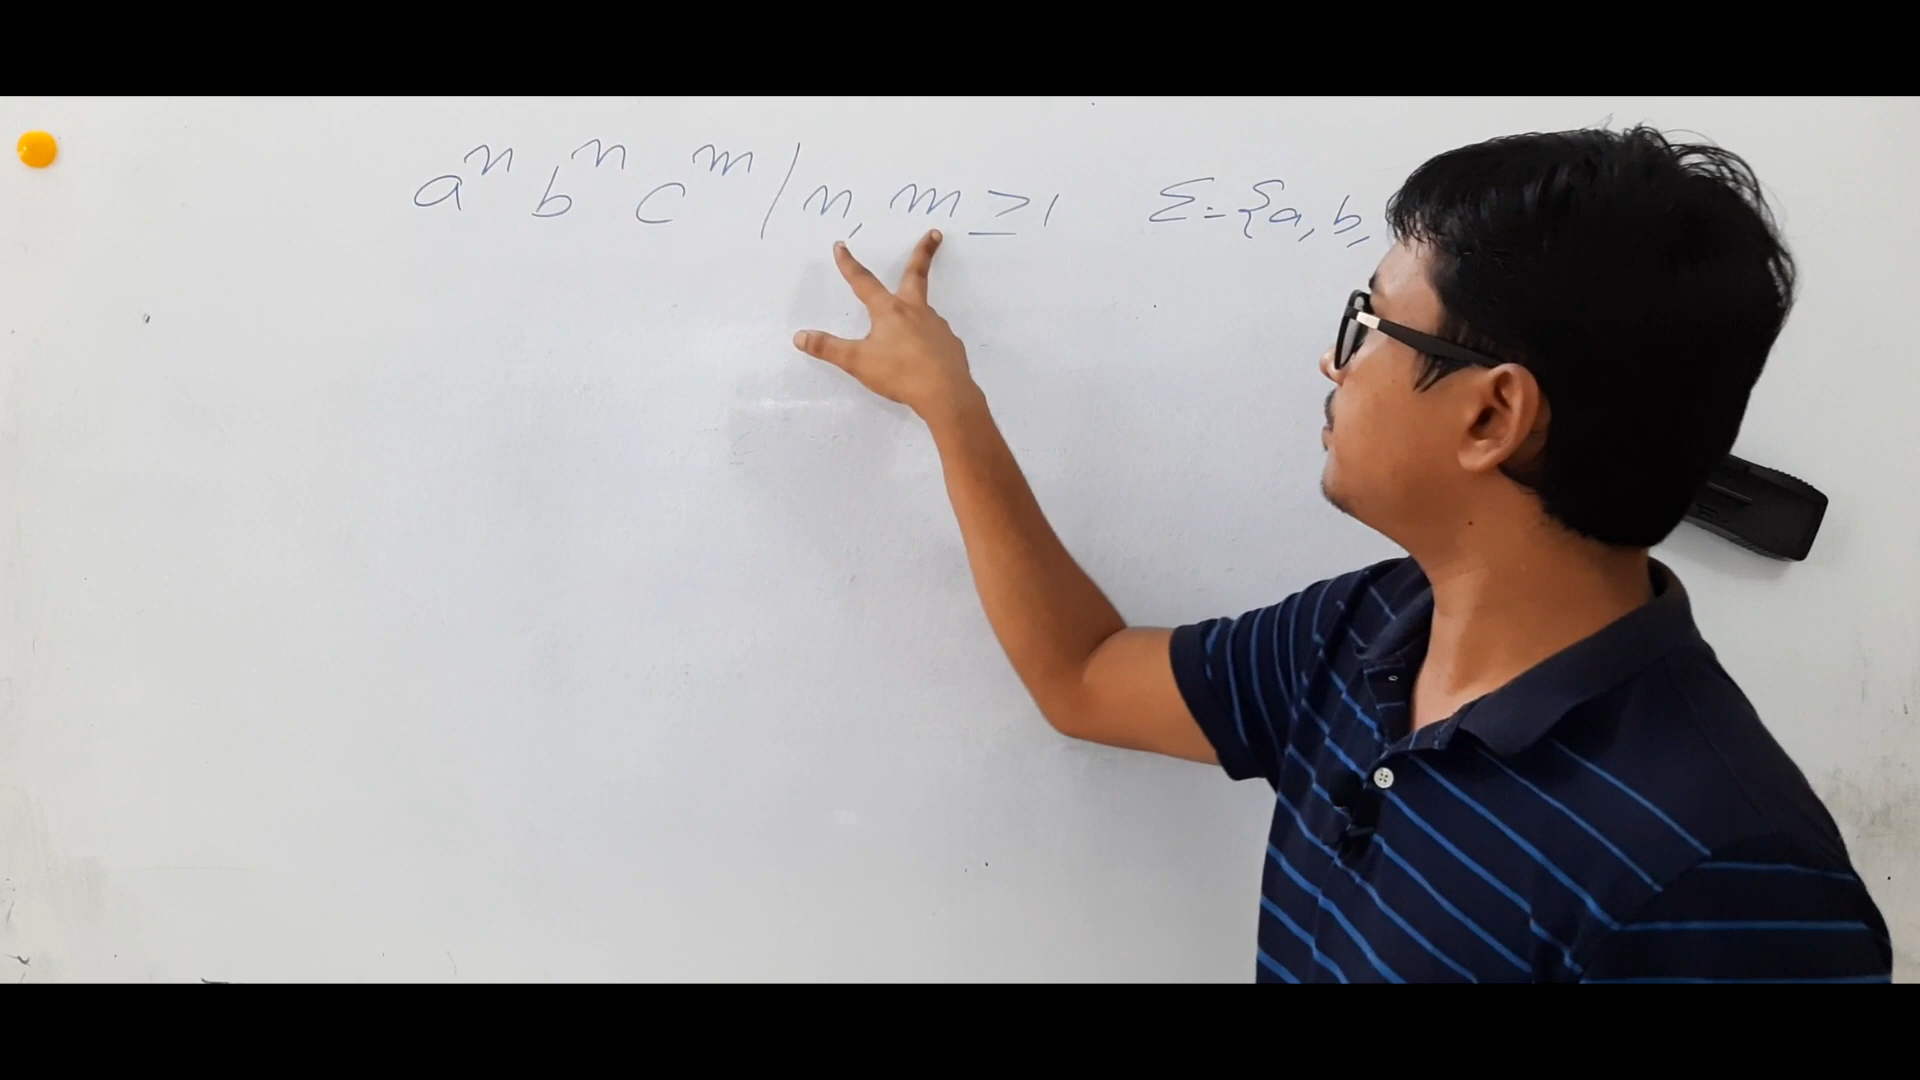 aⁿ bⁿ cᵐ / n, m ≥ 1 Σ = {a, b,